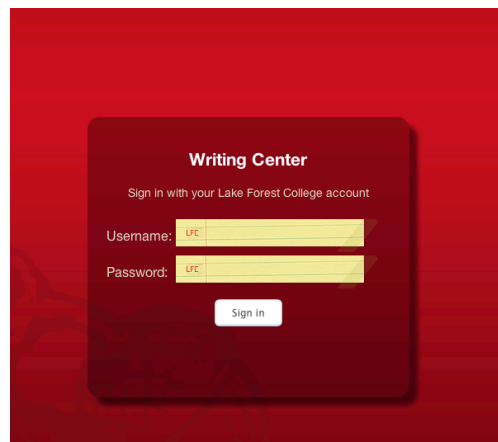 Writing Center
Sign in with your Lake Forest College account
Username: LFC
Password: LFC
Sign in